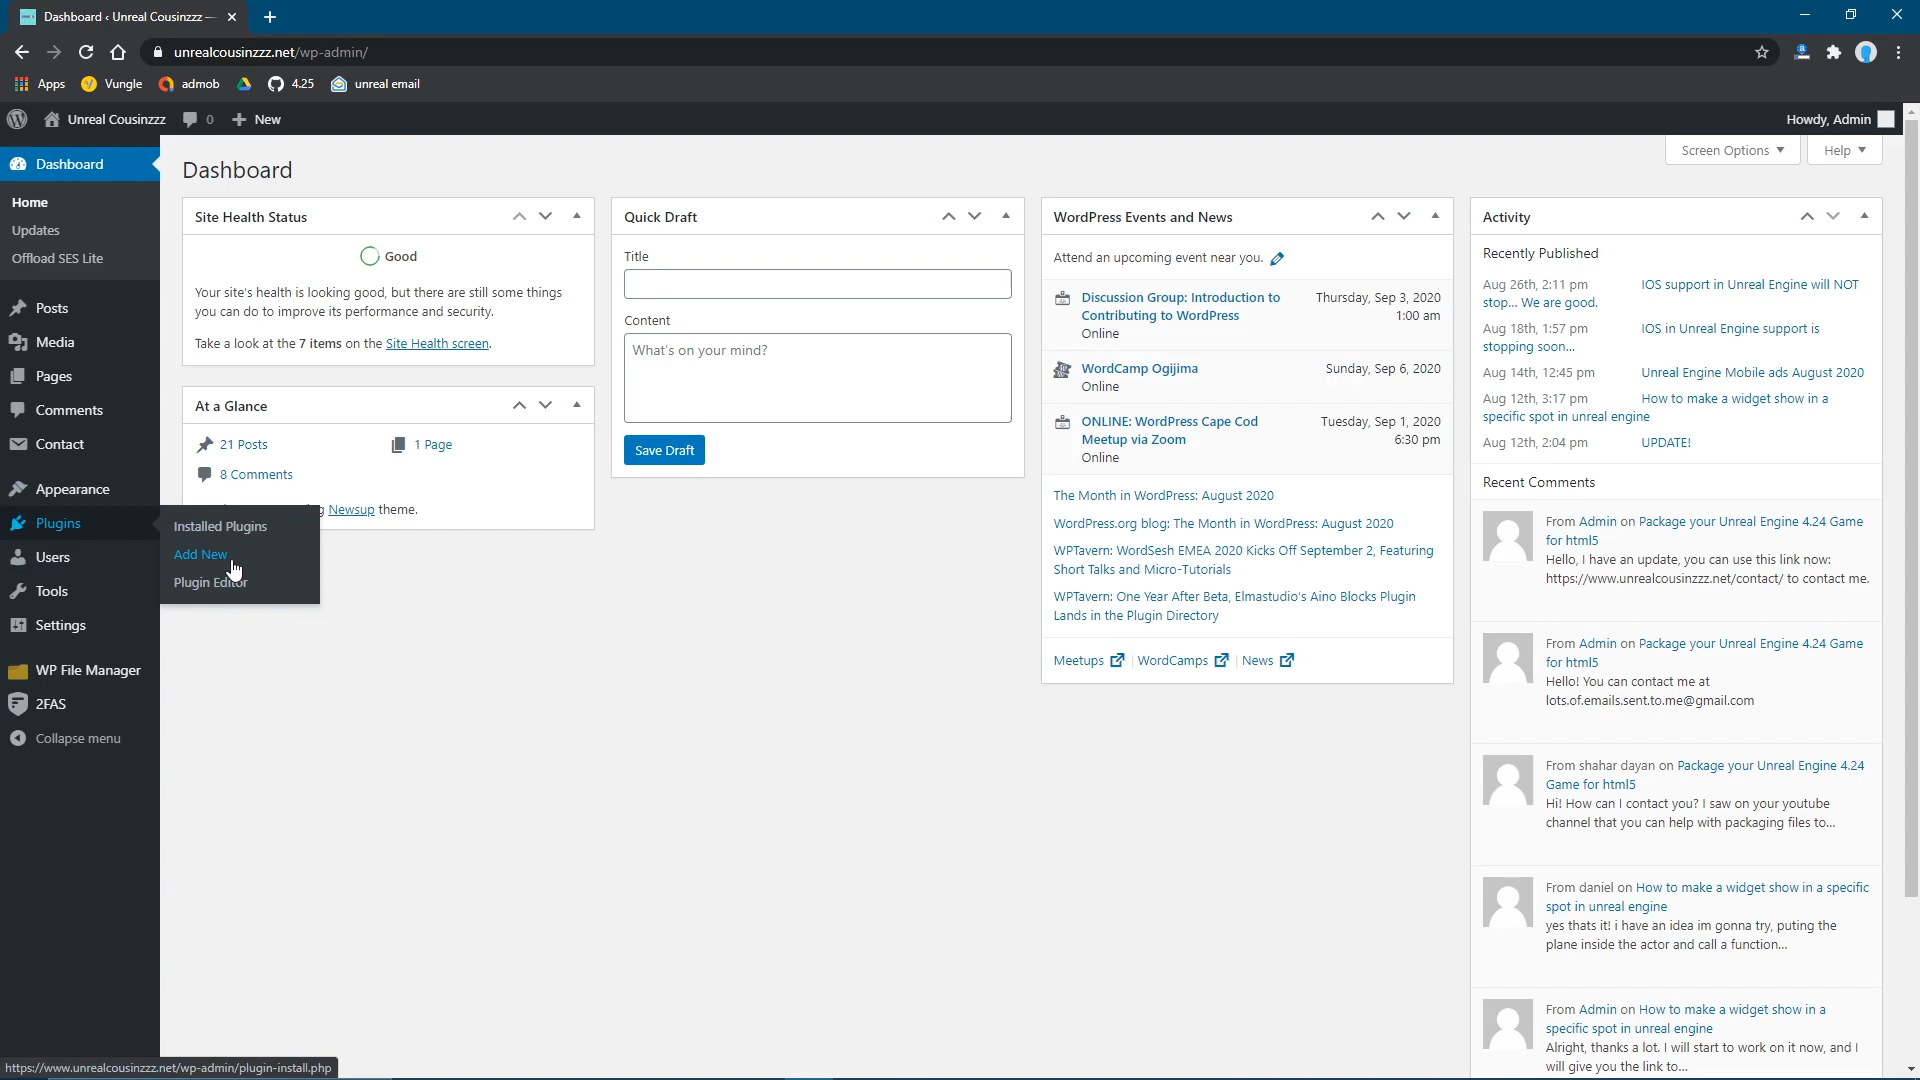 Dashboard ‹ Unreal Cousinzzz —
unrealcousinzzz.net/wp-admin/
Apps Vungle admob 4.25 unreal email
Unreal Cousinzzz 0 New Howdy, Admin
Dashboard
Home
Updates
Offload SES Lite
Posts
Media
Pages
Comments
Contact
Appearance
Plugins
Users
Tools
Settings
WP File Manager
2FAS
Collapse menu
Installed Plugins
Add New
Plugin Editor
Screen Options Help
Dashboard
Site Health Status
Good
Your site's health is looking good, but there are still some things
you can do to improve its performance and security.
Take a look at the 7 items on the Site Health screen.
At a Glance
21 Posts 1 Page
8 Comments
g Newsup theme.
Quick Draft
Title
Content
What's on your mind?
Save Draft
WordPress Events and News
Attend an upcoming event near you.
Discussion Group: Introduction to Thursday, Sep 3, 2020
Contributing to WordPress 1:00 am
Online
WordCamp Ogijima Sunday, Sep 6, 2020
Online
ONLINE: WordPress Cape Cod Tuesday, Sep 1, 2020
Meetup via Zoom 6:30 pm
Online
The Month in WordPress: August 2020
WordPress.org blog: The Month in WordPress: August 2020
WPTavern: WordSesh EMEA 2020 Kicks Off September 2, Featuring
Short Talks and Micro-Tutorials
WPTavern: One Year After Beta, Elmastudio's Aino Blocks Plugin
Lands in the Plugin Directory
Meetups | WordCamps | News
Activity
Recently Published
Aug 26th, 2:11 pm IOS support in Unreal Engine will NOT
stop... We are good.
Aug 18th, 1:57 pm IOS in Unreal Engine support is
stopping soon...
Aug 14th, 12:45 pm Unreal Engine Mobile ads August 2020
Aug 12th, 3:17 pm How to make a widget show in a
specific spot in unreal engine
Aug 12th, 2:04 pm UPDATE!
Recent Comments
From Admin on Package your Unreal Engine 4.24 Game
for html5
Hello, I have an update, you can use this link now:
https://www.unrealcousinzzz.net/contact/ to contact me.
From Admin on Package your Unreal Engine 4.24 Game
for html5
Hello! You can contact me at
lots.of.emails.sent.to.me@gmail.com
From shahar dayan on Package your Unreal Engine 4.24
Game for html5
Hi! How can I contact you? I saw on your youtube
channel that you can help with packaging files to...
From daniel on How to make a widget show in a specific
spot in unreal engine
yes thats it! i have an idea im gonna try, puting the
plane inside the actor and call a function...
From Admin on How to make a widget show in a
specific spot in unreal engine
Alright, thanks a lot. I will start to work on it now, and I
will give you the link to...
https://www.unrealcousinzzz.net/wp-admin/plugin-install.php